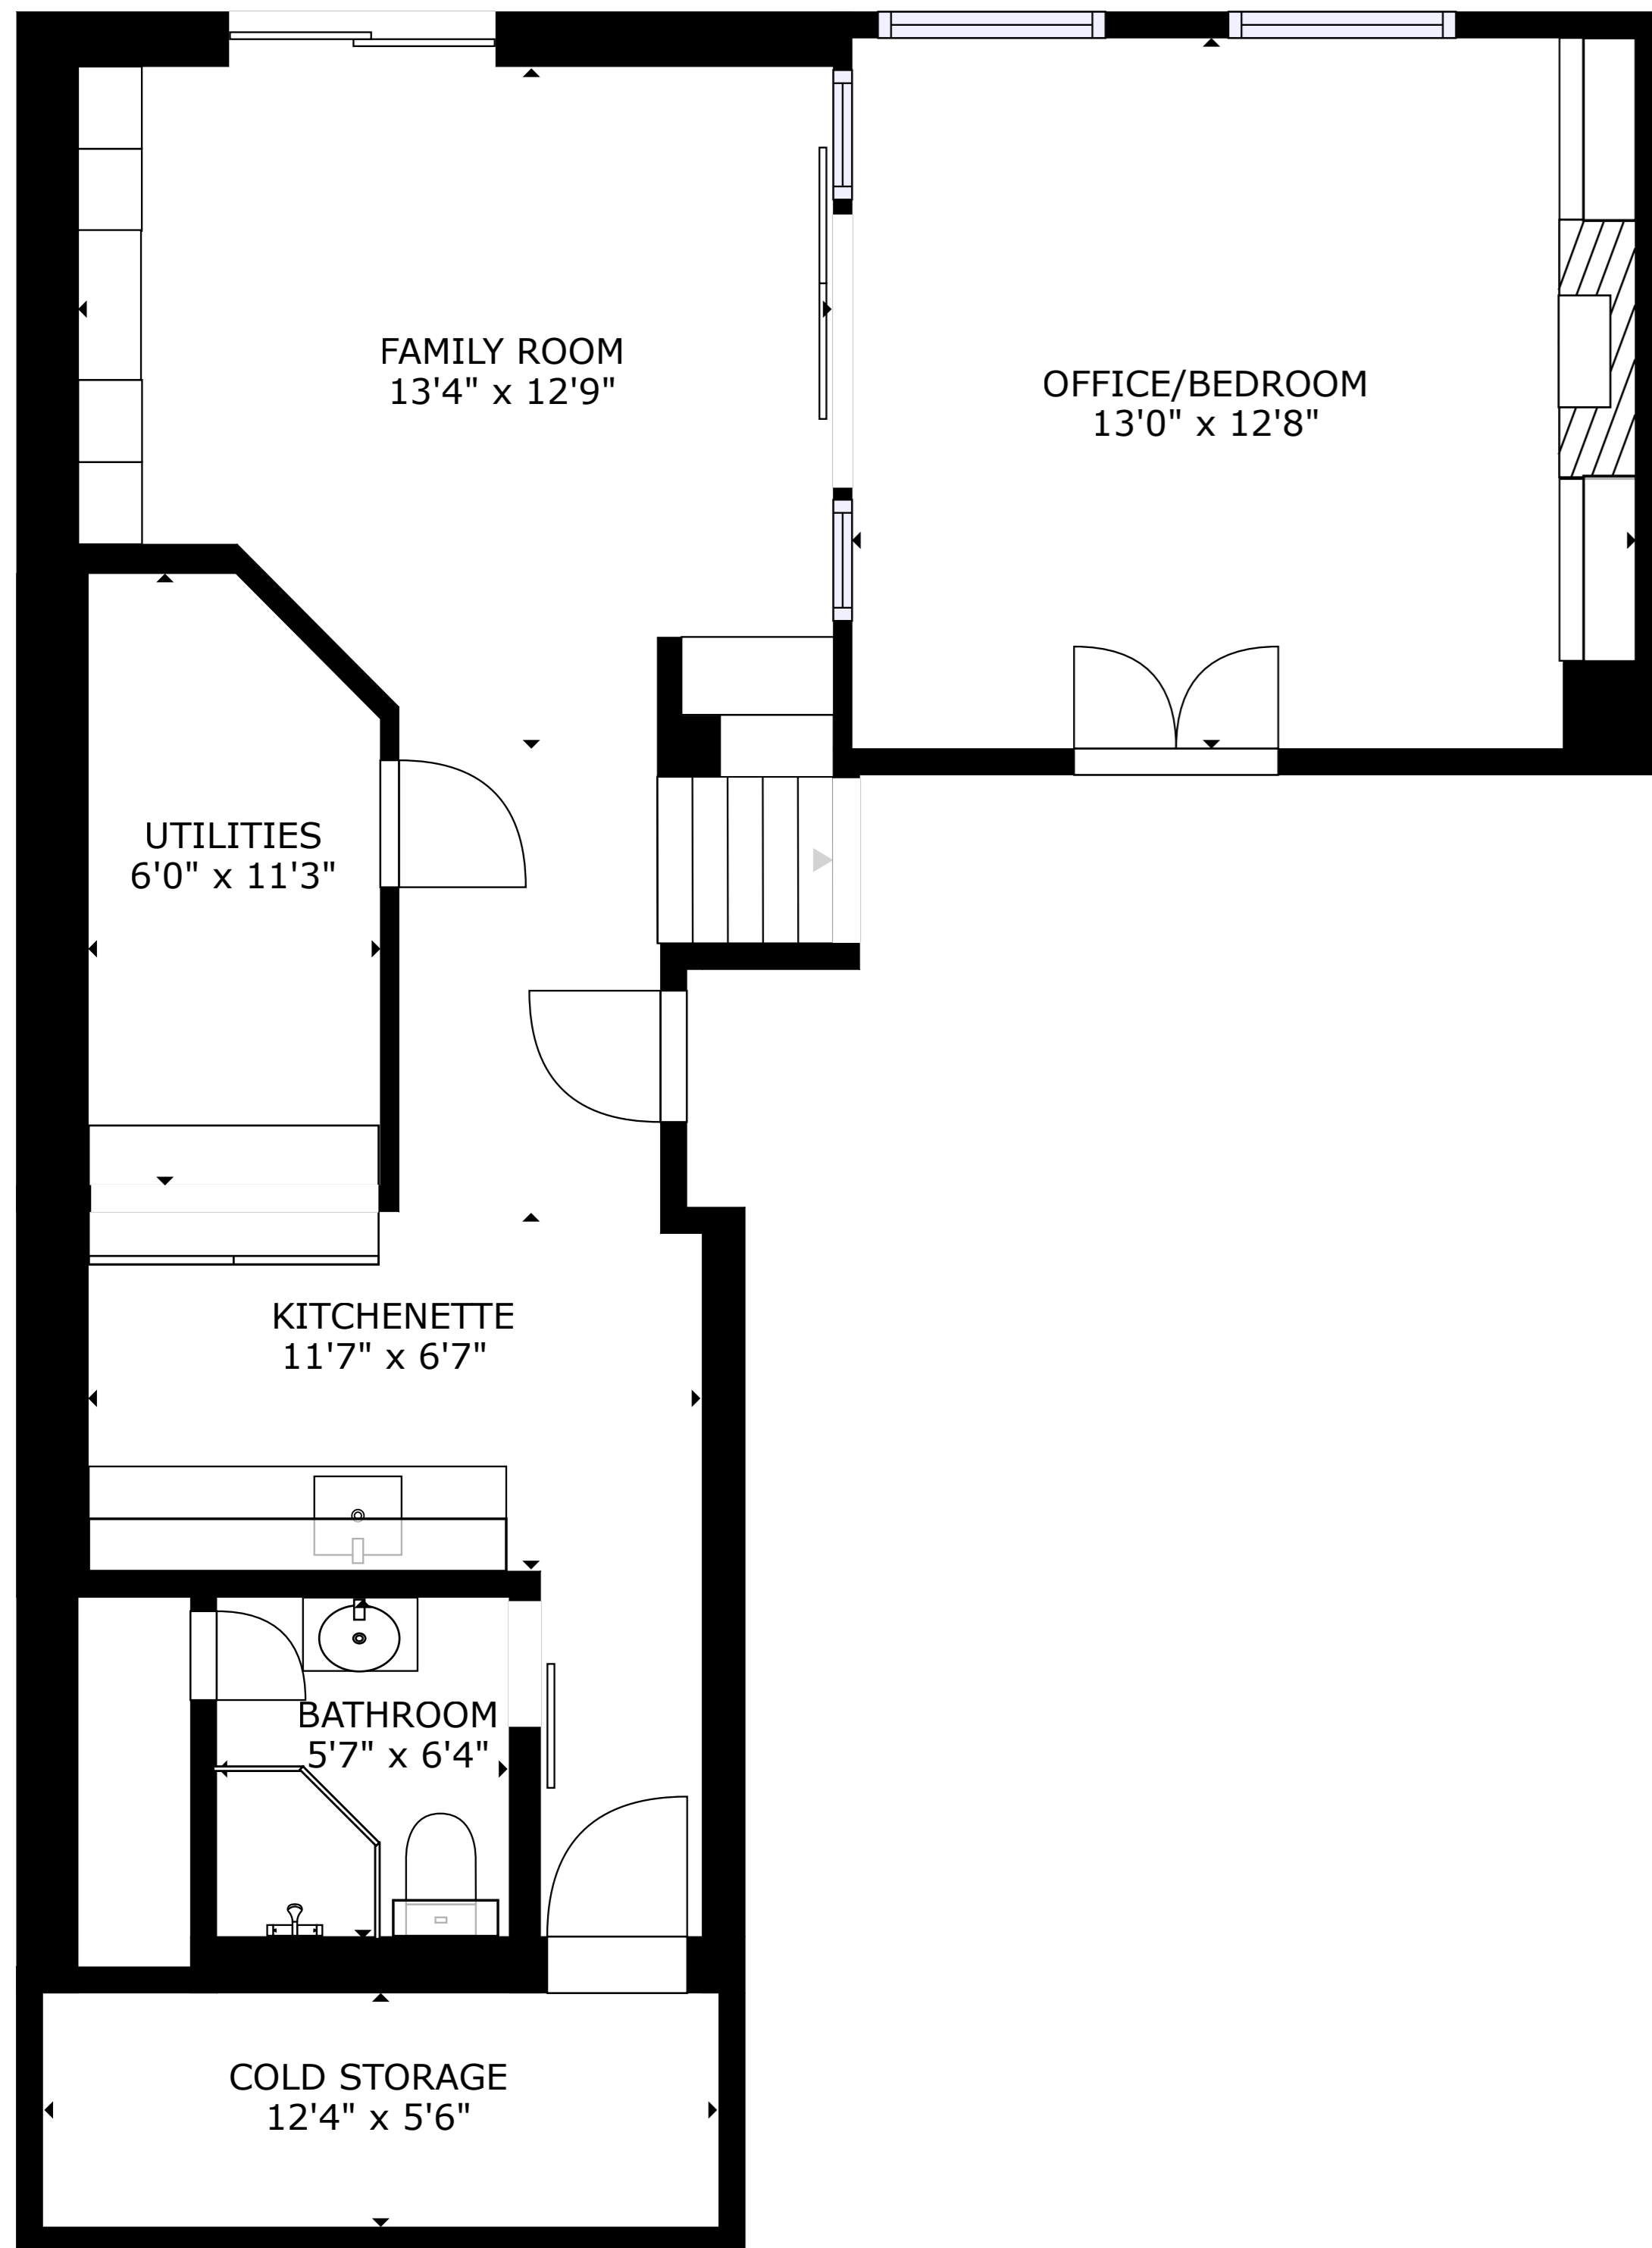 FAMILY ROOM
13'4" x 12'9"
OFFICE/BEDROOM
13'0" x 12'8"
UTILITIES
6'0" x 11'3"
KITCHENETTE
11'7" x 6'7"
BATHROOM
5'7" x 6'4"
COLD STORAGE
12'4" x 5'6"